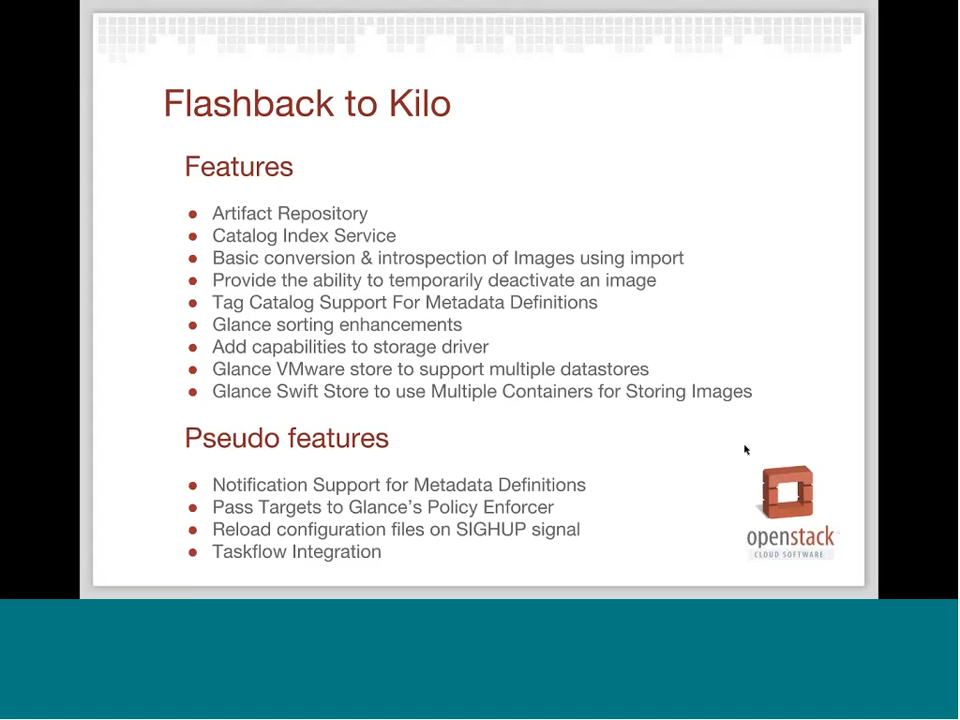 Flashback to Kilo
Features
● Artifact Repository
● Catalog Index Service
● Basic conversion & introspection of Images using import
● Provide the ability to temporarily deactivate an image
● Tag Catalog Support For Metadata Definitions
● Glance sorting enhancements
● Add capabilities to storage driver
● Glance VMware store to support multiple datastores
● Glance Swift Store to use Multiple Containers for Storing Images
Pseudo features
● Notification Support for Metadata Definitions
● Pass Targets to Glance’s Policy Enforcer
● Reload configuration files on SIGHUP signal
● Taskflow Integration
openstack
CLOUD SOFTWARE